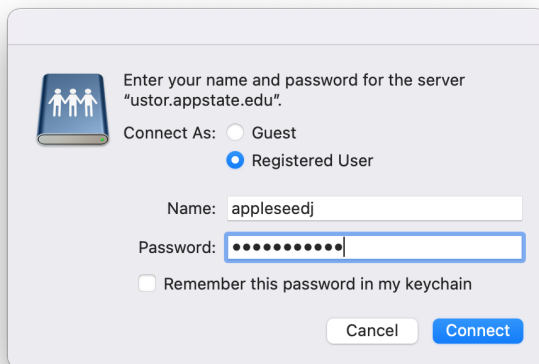 Enter your name and password for the server
“ustor.appstate.edu”.
Connect As: Guest
Registered User
Name: appleseedj
Password: •••••••••••
Remember this password in my keychain
Cancel Connect